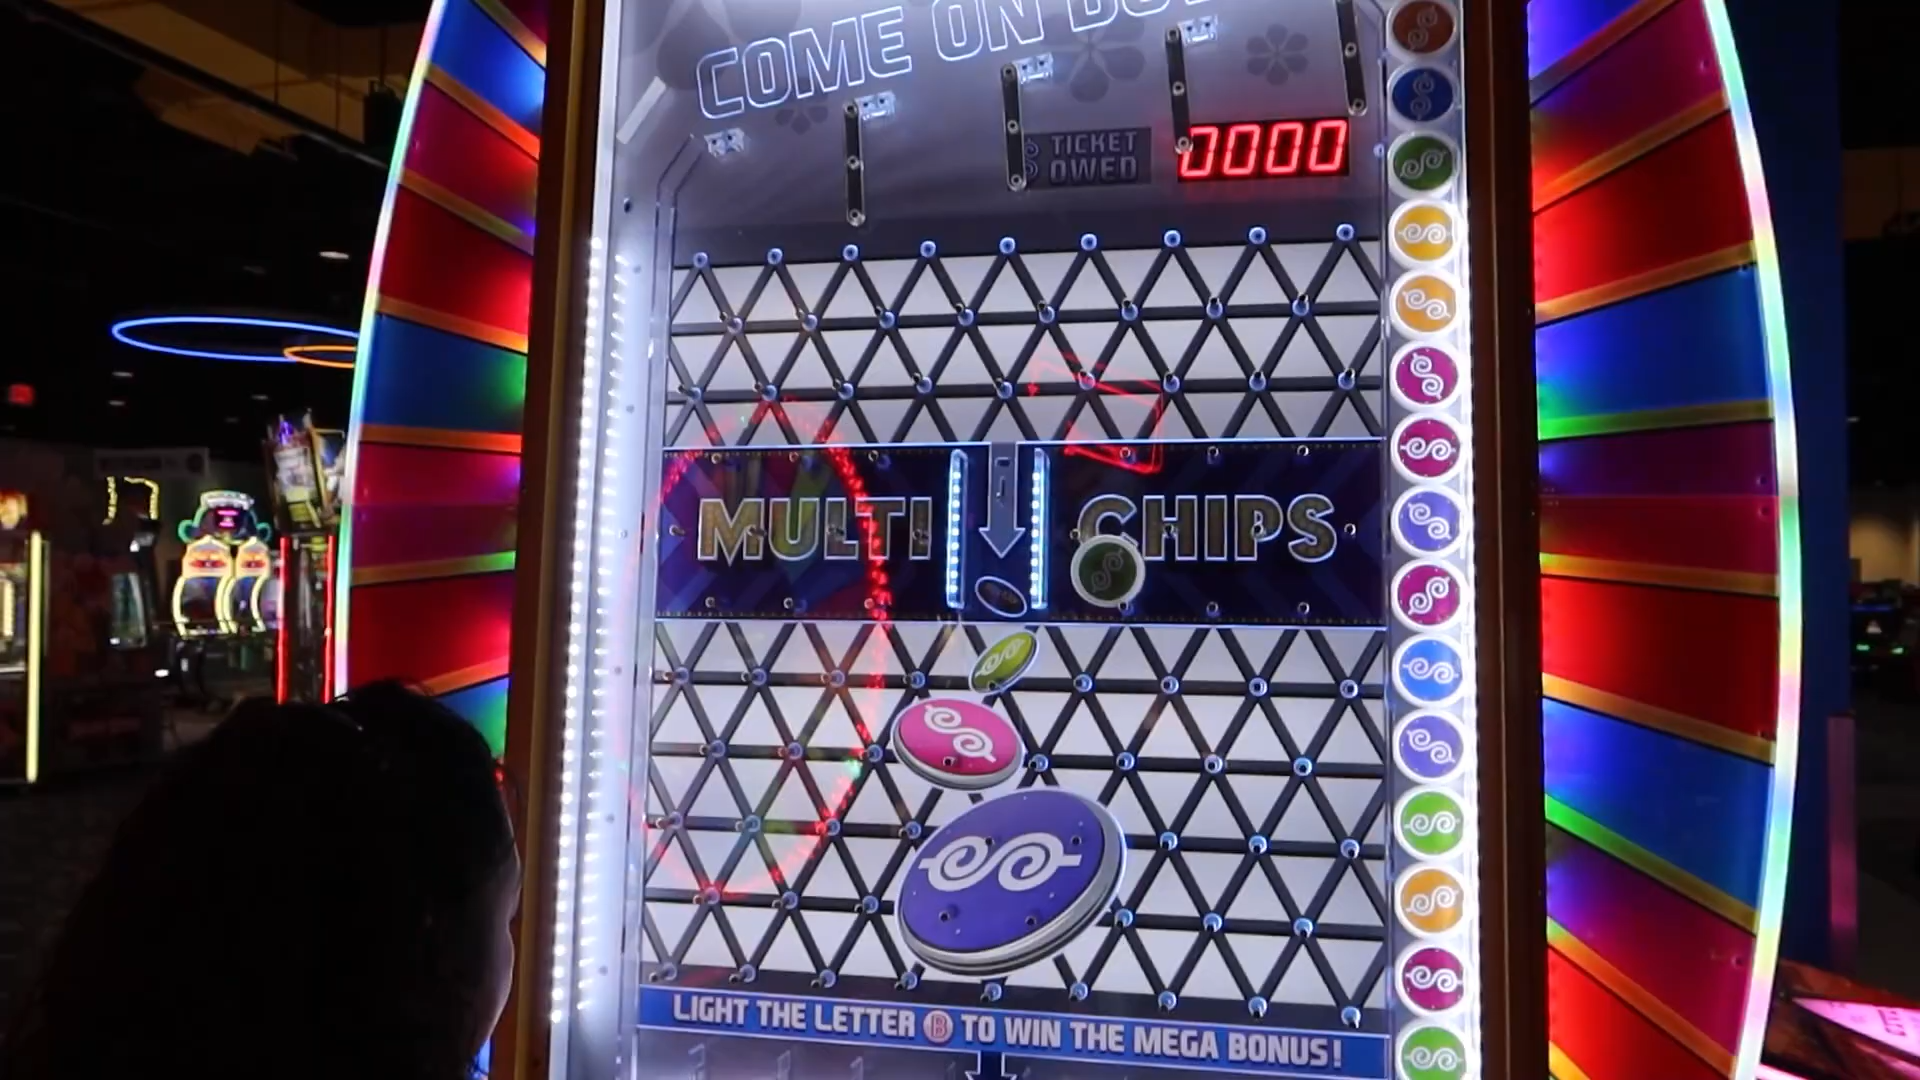 COME ON
TICKET
OWED
0000
MULTI CHIPS
LIGHT THE LETTER B TO WIN THE MEGA BONUS!